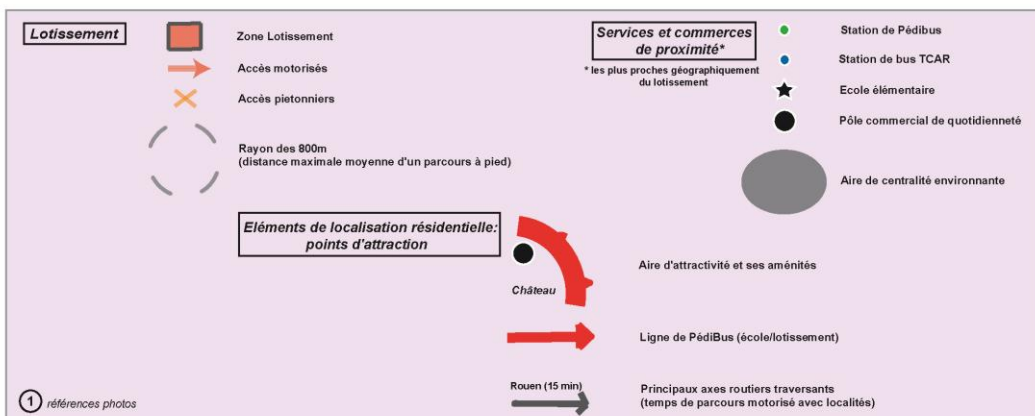 Lotissement
Zone Lotissement
Accès motorisés
Accès pietonniers
Rayon des 800m
(distance maximale moyenne d'un parcours à pied)
Services et commerces
de proximité*
* les plus proches géographiquement
du lotissement
Station de Pédibus
Station de bus TCAR
Ecole élémentaire
Pôle commercial de quotidienneté
Aire de centralité environnante
Eléments de localisation résidentielle:
points d'attraction
Château
Aire d'attractivité et ses aménités
Ligne de PédiBus (école/lotissement)
Rouen (15 min)
Principaux axes routiers traversants
(temps de parcours motorisé avec localités)
1 références photos